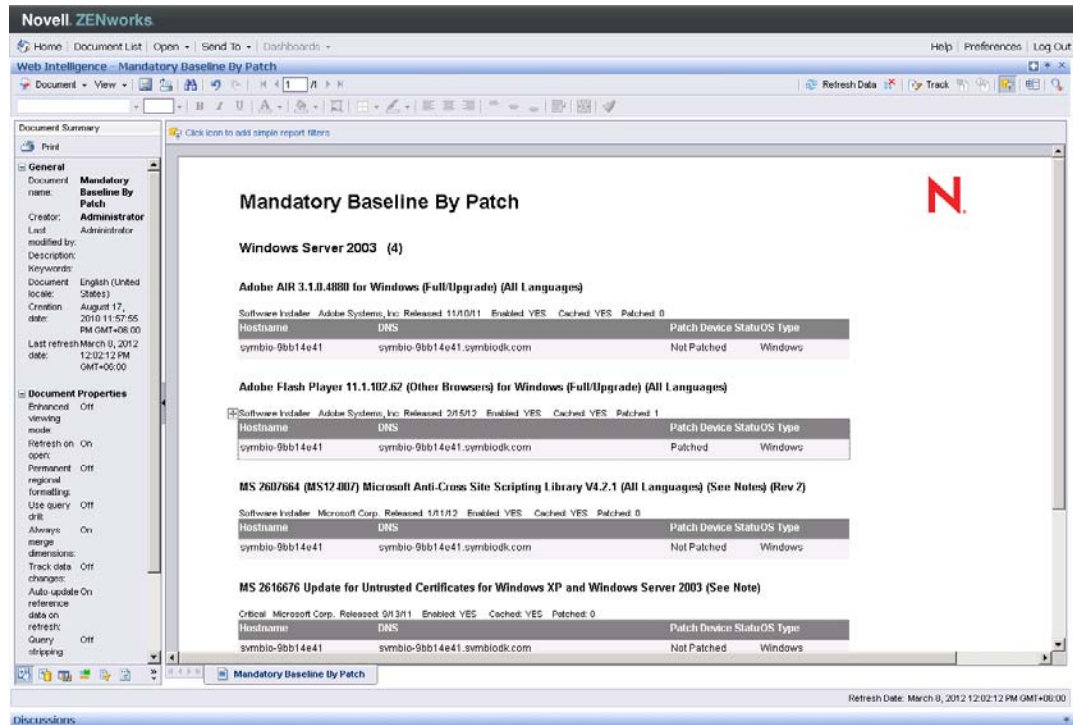 Novell. ZENworks.
Home Document List Open Send To Dashboards Help Preferences Log Out
Web Intelligence - Mandatory Baseline By Patch
Document View 1 /1 Refresh Data Track
B I U A
Document Summary
Print
General
Document name: Mandatory Baseline By Patch
Creator: Administrator
Last modified by: Administrator
Description:
Keywords:
Document locale: English (United States)
Creation date: August 17, 2010 11:57:55 PM GMT+06:00
Last refresh date: March 8, 2012 12:02:12 PM GMT+06:00
Document Properties
Enhanced viewing mode: Off
Refresh on open: On
Permanent regional formatting: Off
Use query drill: Off
Always merge dimensions: On
Track data changes: Off
Auto-update reference data on refresh: On
Query stripping Off
Click icon to add simple report filters
Mandatory Baseline By Patch
N
Windows Server 2003 (4)
Adobe AIR 3.1.0.4880 for Windows (Full/Upgrade) (All Languages)
Software Installer Adobe Systems, Inc Released: 11/10/11 Enabled: YES Cached: YES Patched: 0
Hostname DNS Patch Device Statu OS Type
symbio-9bb14e41 symbio-9bb14e41.symbiodk.com Not Patched Windows
Adobe Flash Player 11.1.102.62 (Other Browsers) for Windows (Full/Upgrade) (All Languages)
Software Installer Adobe Systems, Inc Released: 2/15/12 Enabled: YES Cached: YES Patched: 1
Hostname DNS Patch Device Statu OS Type
symbio-9bb14e41 symbio-9bb14e41.symbiodk.com Patched Windows
MS 2607664 (MS12-007) Microsoft Anti-Cross Site Scripting Library V4.2.1 (All Languages) (See Notes) (Rev 2)
Software Installer Microsoft Corp. Released: 1/11/12 Enabled: YES Cached: YES Patched: 0
Hostname DNS Patch Device Statu OS Type
symbio-9bb14e41 symbio-9bb14e41.symbiodk.com Not Patched Windows
MS 2616676 Update for Untrusted Certificates for Windows XP and Windows Server 2003 (See Note)
Critical Microsoft Corp. Released: 9/13/11 Enabled: YES Cached: YES Patched: 0
Hostname DNS Patch Device Statu OS Type
symbio-9bb14e41 symbio-9bb14e41.symbiodk.com Not Patched Windows
Mandatory Baseline By Patch
Refresh Date: March 8, 2012 12:02:12 PM GMT+06:00
Discussions